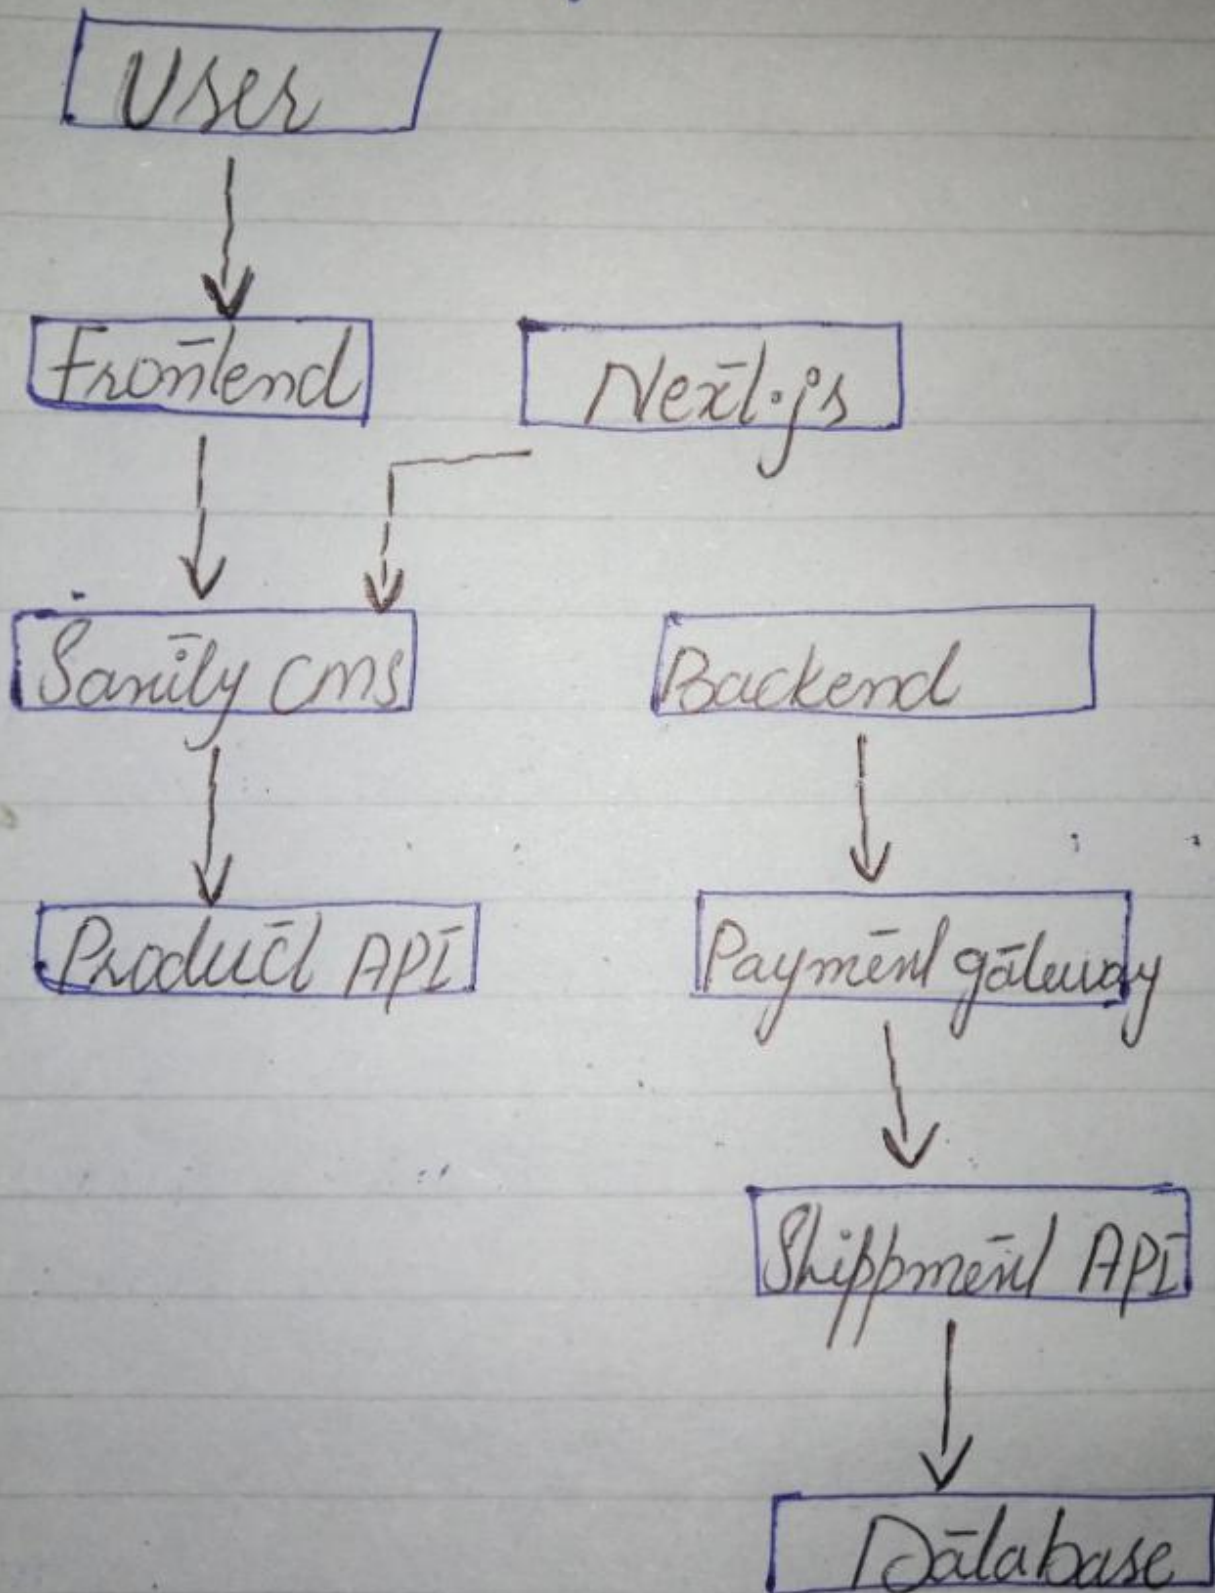 User
Frontend
Next.js
Sanity CMS
Backend
Product API
Payment gateway
Shippment API
Database